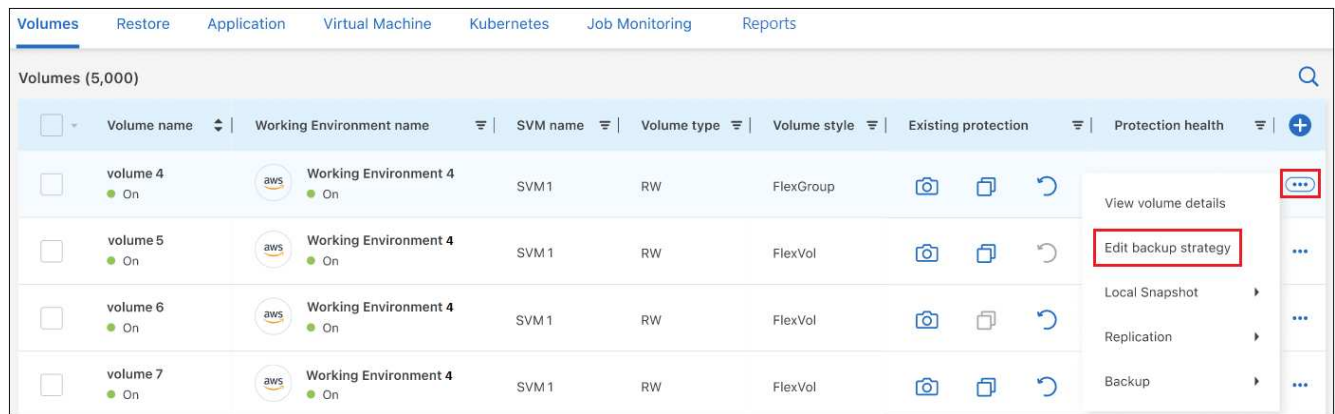 Volumes Restore Application Virtual Machine Kubernetes Job Monitoring Reports
Volumes (5,000)
Volume name Working Environment name SVM name Volume type Volume style Existing protection Protection health
volume 4 aws Working Environment 4 SVM1 RW FlexGroup
On On
View volume details
volume 5 aws Working Environment 4 SVM1 RW FlexVol
On On
Edit backup strategy
Local Snapshot
volume 6 aws Working Environment 4 SVM1 RW FlexVol
On On
Replication
volume 7 aws Working Environment 4 SVM1 RW FlexVol
On On
Backup